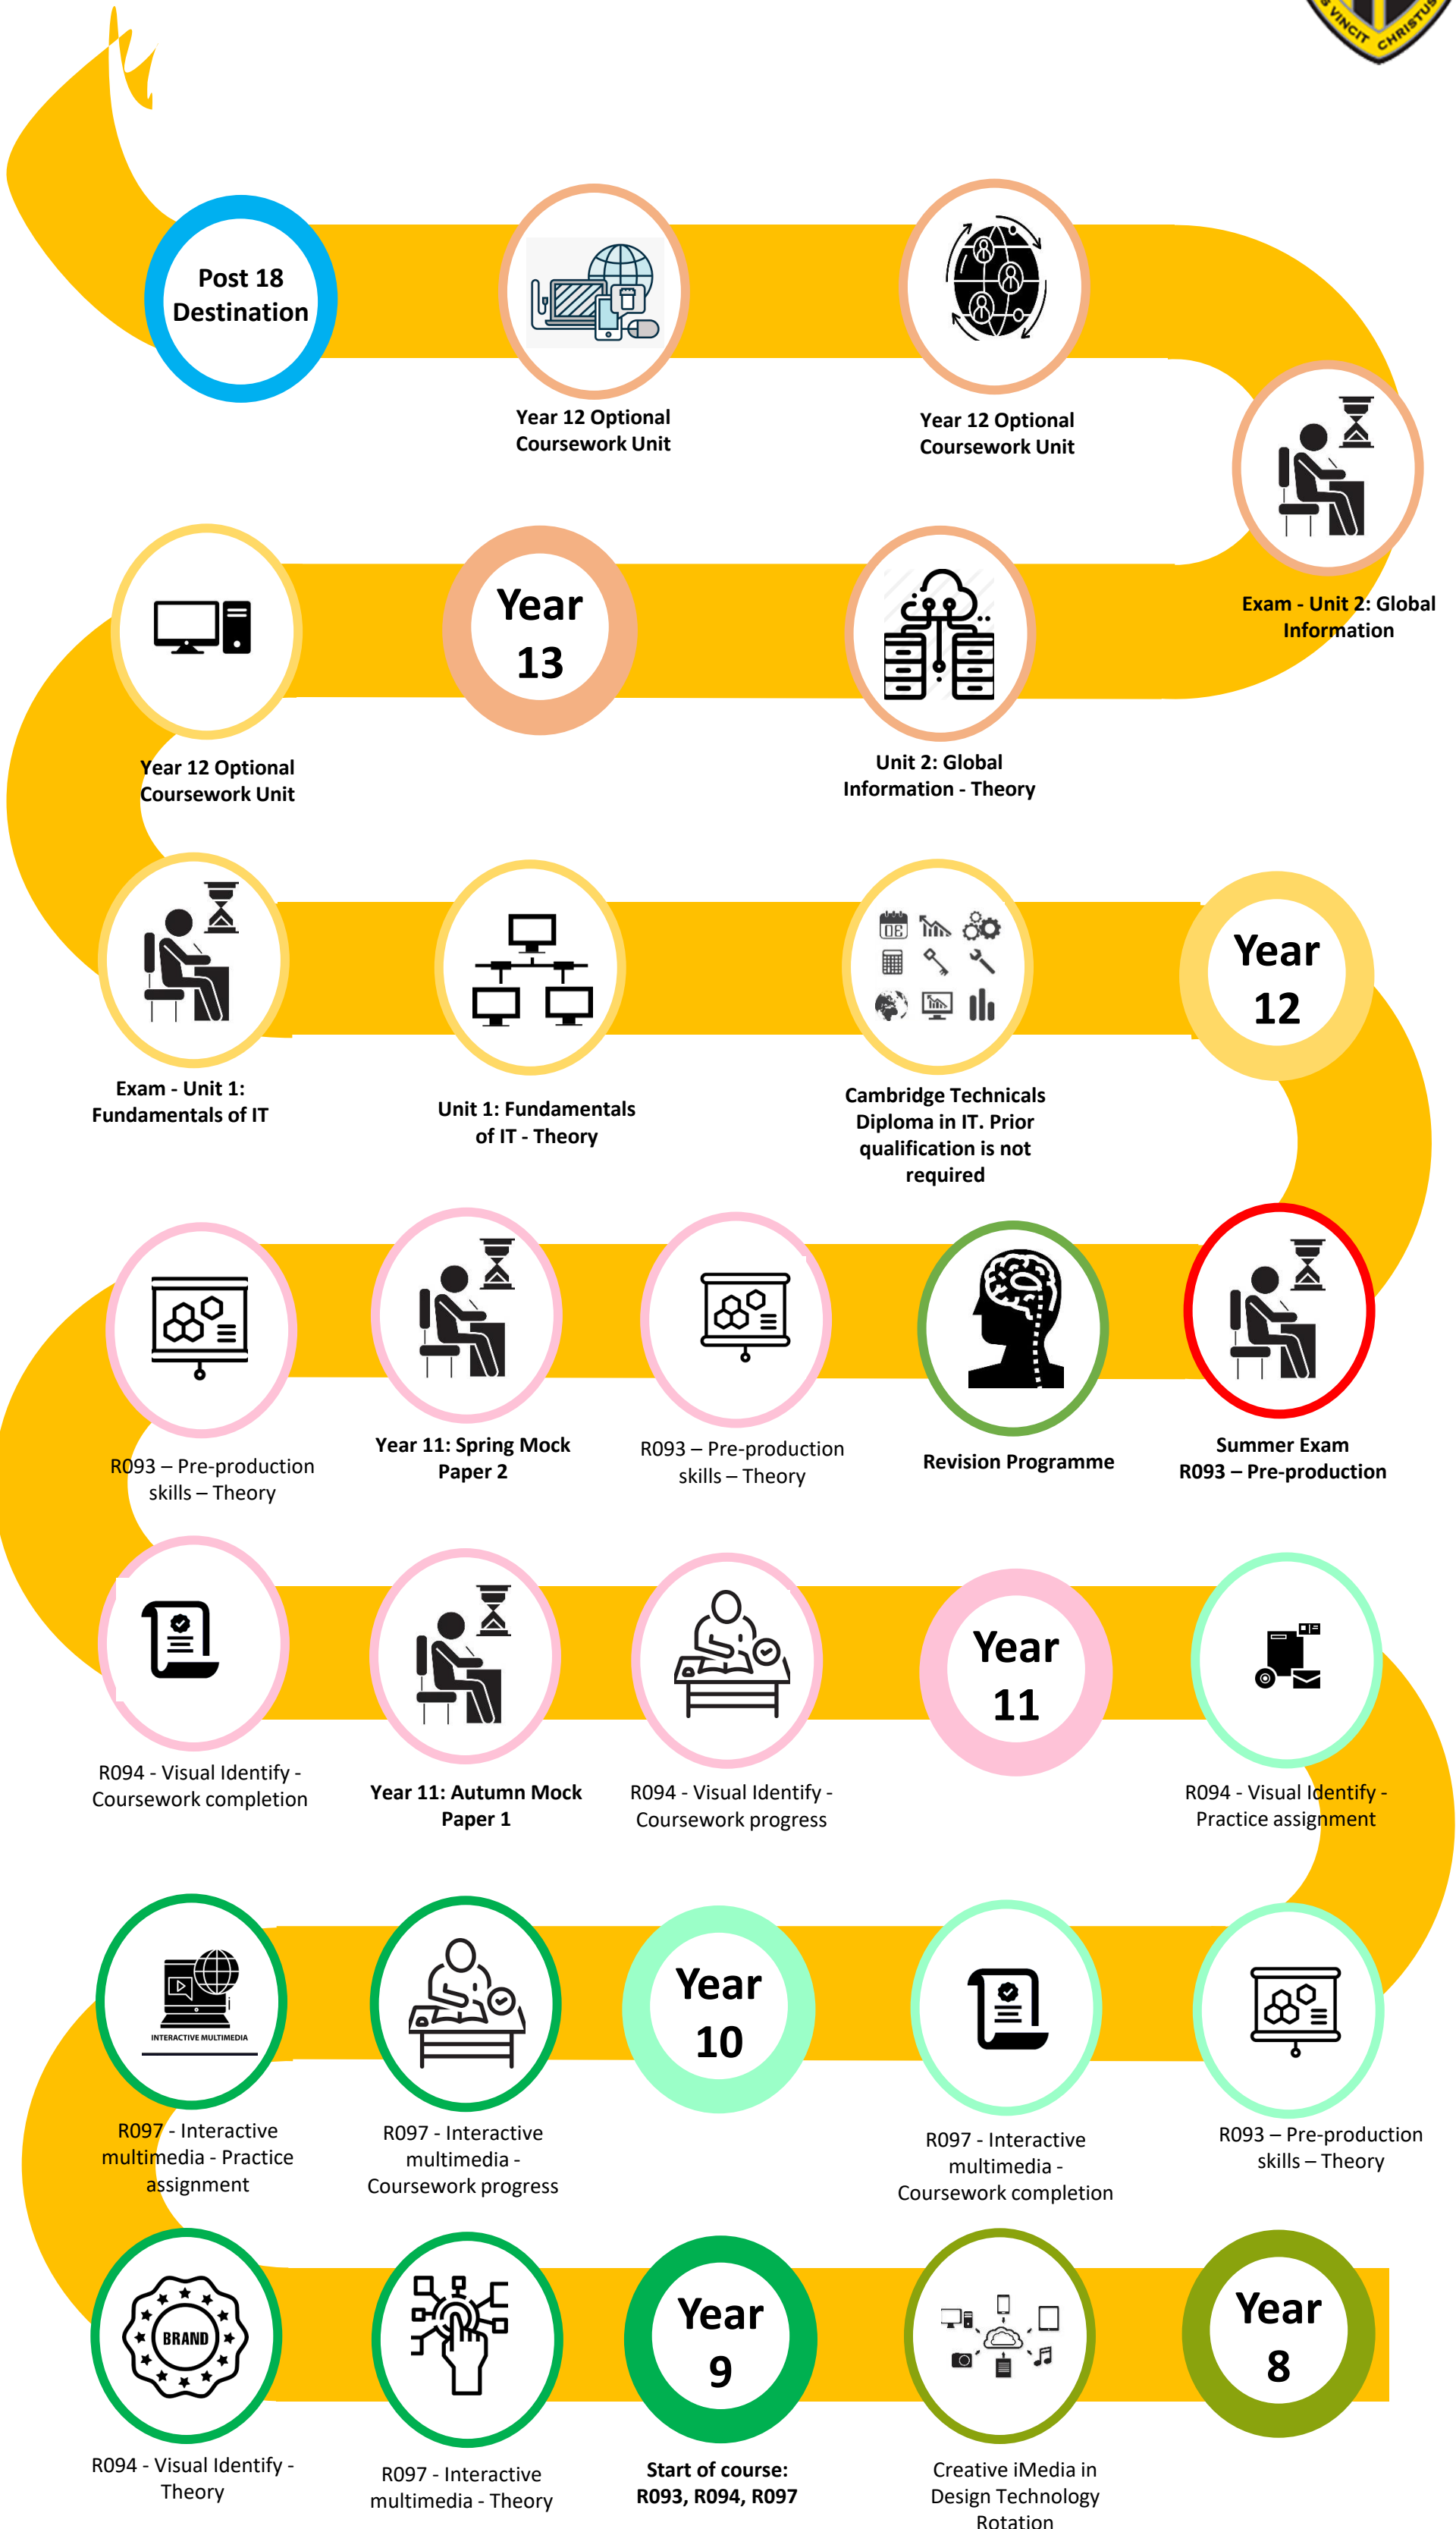 S VINCIT CHRISTUS
Post 18
Destination
Year 12 Optional
Coursework Unit
Year 12 Optional
Coursework Unit
Exam - Unit 2: Global
Information
Year 12 Optional
Coursework Unit
Year
13
Unit 2: Global
Information - Theory
Exam - Unit 1:
Fundamentals of IT
Unit 1: Fundamentals
of IT - Theory
Cambridge Technicals
Diploma in IT. Prior
qualification is not
required
Year
12
R093 – Pre-production
skills – Theory
Year 11: Spring Mock
Paper 2
R093 – Pre-production
skills – Theory
Revision Programme
Summer Exam
R093 – Pre-production
R094 - Visual Identify -
Coursework completion
Year 11: Autumn Mock
Paper 1
R094 - Visual Identify -
Coursework progress
Year
11
R094 - Visual Identify -
Practice assignment
INTERACTIVE MULTIMEDIA
R097 - Interactive
multimedia - Practice
assignment
R097 - Interactive
multimedia -
Coursework progress
Year
10
R097 - Interactive
multimedia -
Coursework completion
R093 – Pre-production
skills – Theory
BRAND
R094 - Visual Identify -
Theory
R097 - Interactive
multimedia - Theory
Year
9
Start of course:
R093, R094, R097
Creative iMedia in
Design Technology
Rotation
Year
8